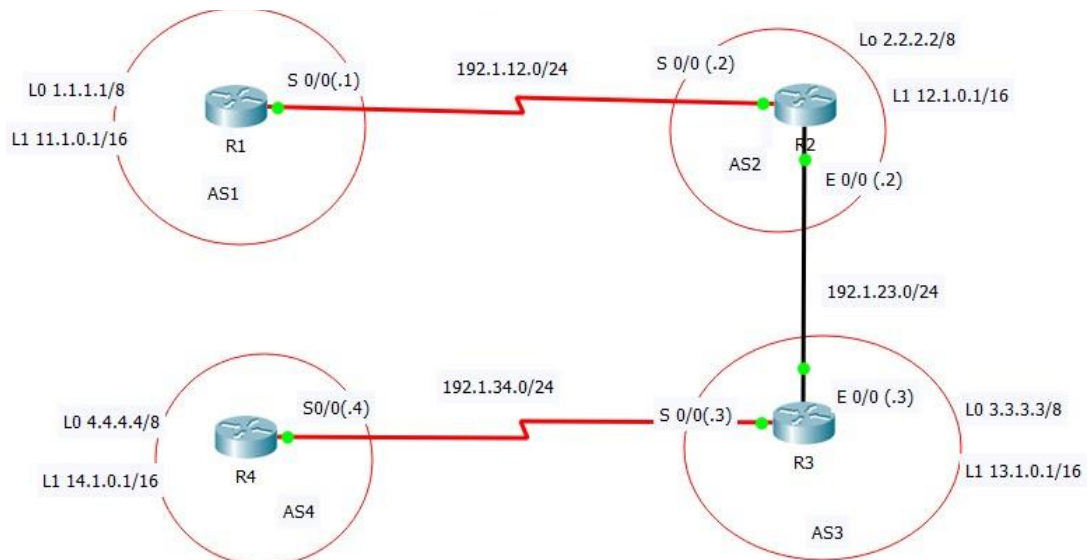 Lo 2.2.2.2/8
192.1.12.0/24
S 0/0 (.2)
S 0/0(.1)
L0 1.1.1.1/8
L1 12.1.0.1/16
L1 11.1.0.1/16
R1
R2
AS2
E 0/0 (.2)
AS1
192.1.23.0/24
192.1.34.0/24
E 0/0 (.3)
S0/0(.4)
S 0/0(.3)
L0 4.4.4.4/8
L0 3.3.3.3/8
R4
R3
L1 14.1.0.1/16
L1 13.1.0.1/16
AS4
AS3